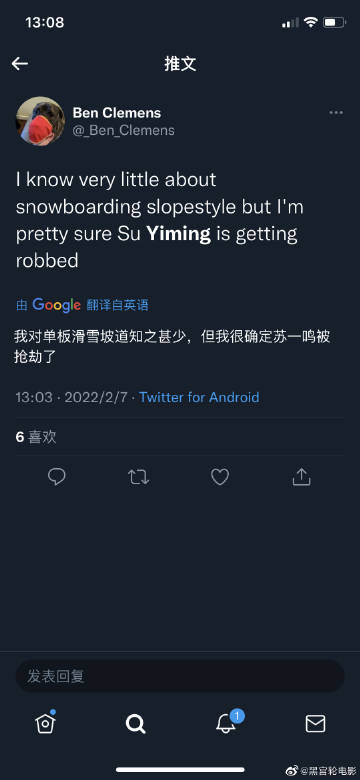 13:08
推文
Ben Clemens
@_Ben_Clemens
I know very little about
snowboarding slopestyle but I'm
pretty sure Su Yiming is getting
robbed
由 Google 翻译自英语
我对单板滑雪坡道知之甚少，但我很确定苏一鸣被
抢劫了
13:03 · 2022/2/7 · Twitter for Android
6 喜欢
发表回复
1
@黑官轮电影